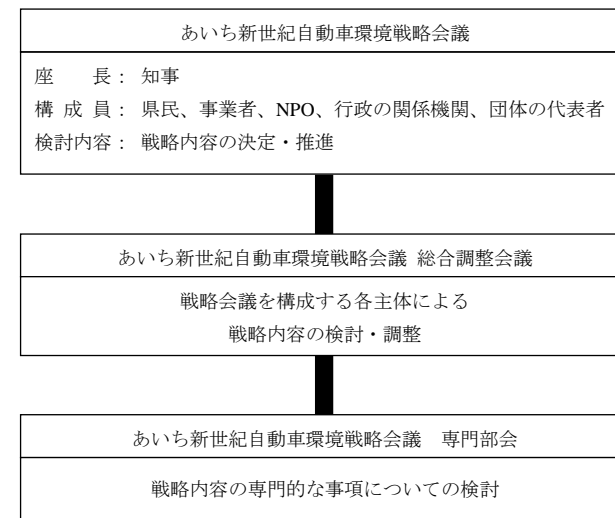 あいち新世紀自動車環境戦略会議
座　　長： 知事
構 成 員： 県民、事業者、NPO、行政の関係機関、団体の代表者
検討内容： 戦略内容の決定・推進
あいち新世紀自動車環境戦略会議 総合調整会議
戦略会議を構成する各主体による
戦略内容の検討・調整
あいち新世紀自動車環境戦略会議　専門部会
戦略内容の専門的な事項についての検討